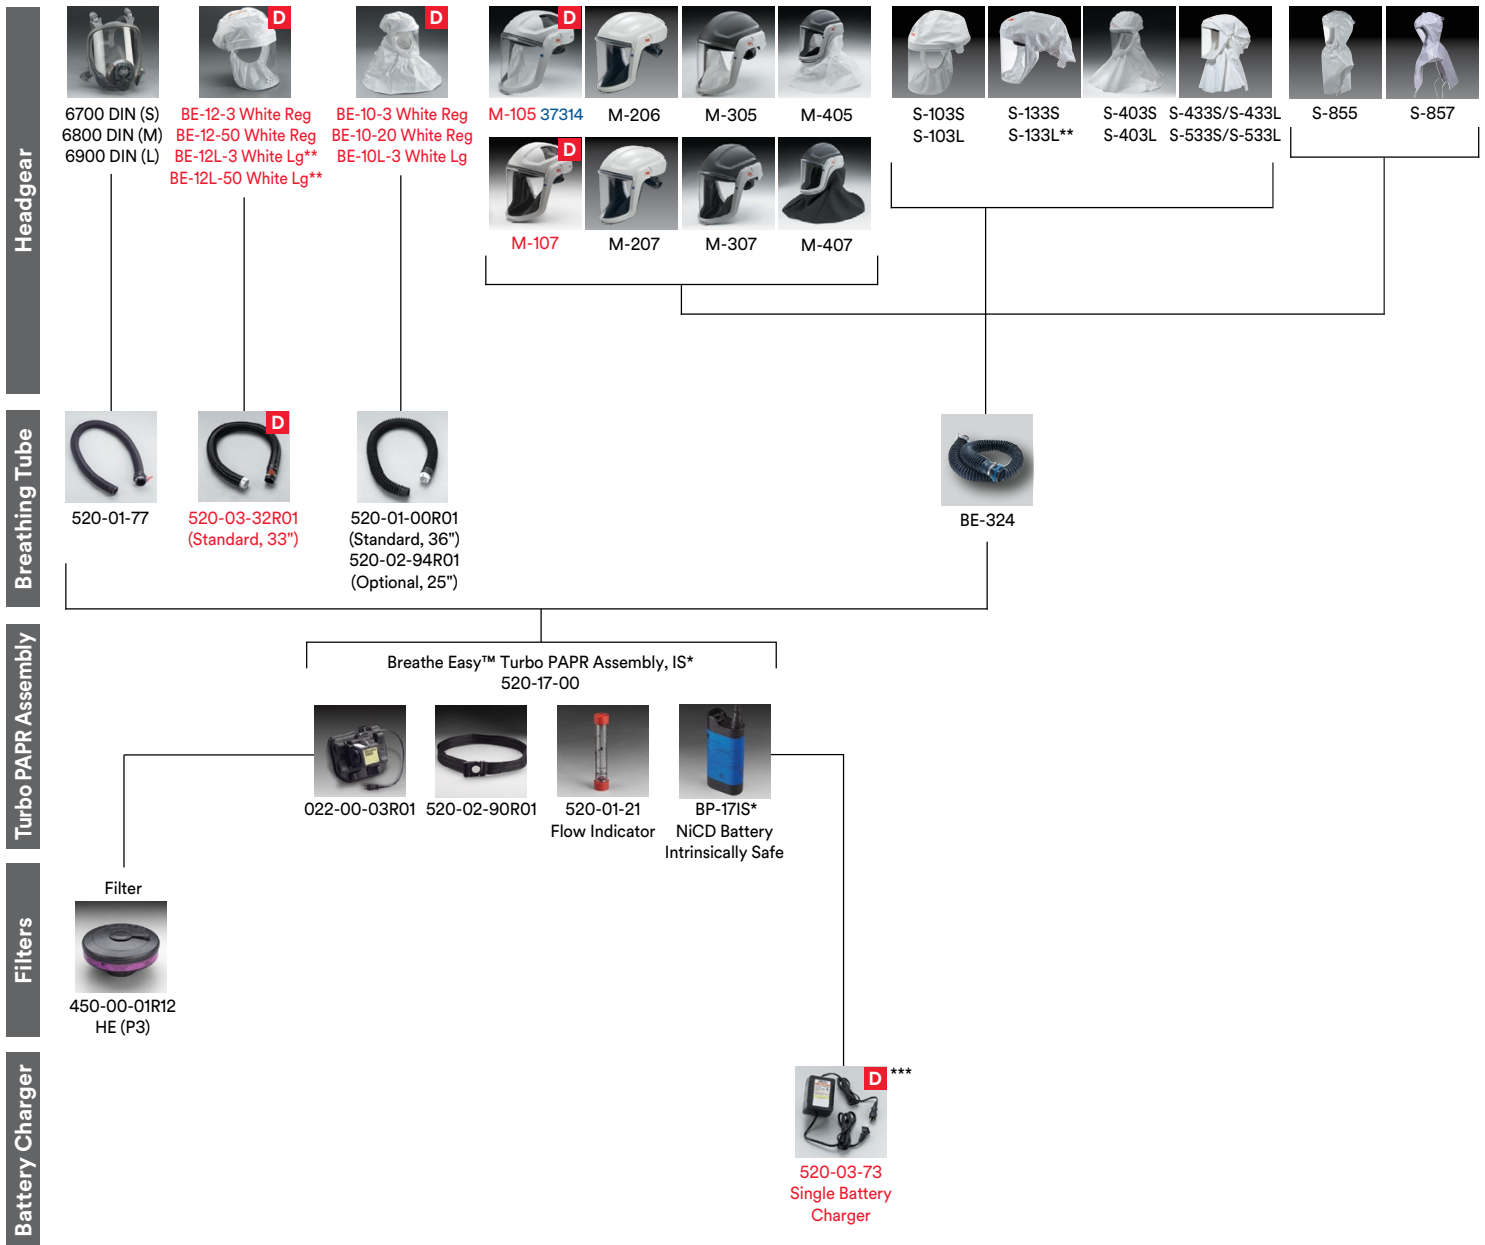 Headgear
D
D
D
6700 DIN (S)
6800 DIN (M)
6900 DIN (L)
BE-12-3 White Reg
BE-12-50 White Reg
BE-12L-3 White Lg**
BE-12L-50 White Lg**
BE-10-3 White Reg
BE-10-20 White Reg
BE-10L-3 White Lg
M-105 37314
M-206
M-305
M-405
D
M-107
M-207
M-307
M-407
S-103S
S-103L
S-133S
S-133L**
S-403S
S-403L
S-433S/S-433L
S-533S/S-533L
S-855
S-857
Breathing Tube
D
520-01-77
520-03-32R01
(Standard, 33")
520-01-00R01
(Standard, 36")
520-02-94R01
(Optional, 25")
BE-324
Turbo PAPR Assembly
Breathe Easy™ Turbo PAPR Assembly, IS*
520-17-00
022-00-03R01
520-02-90R01
520-01-21
Flow Indicator
BP-17IS*
NiCD Battery
Intrinsically Safe
Filters
Filter
450-00-01R12
HE (P3)
Battery Charger
D ***
520-03-73
Single Battery
Charger